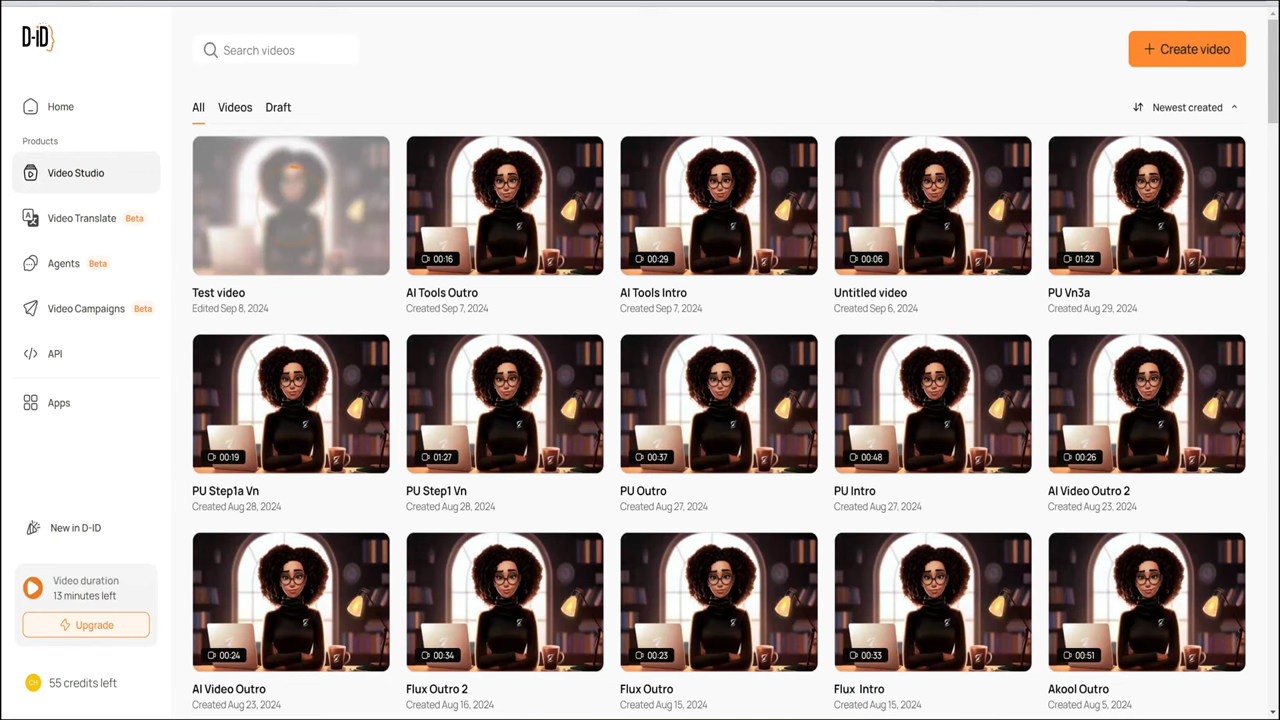 D-iD
Search videos
+ Create video
Home
Products
Video Studio
Video Translate Beta
Agents Beta
Video Campaigns Beta
API
Apps
New in D-ID
Video duration
13 minutes left
Upgrade
55 credits left
All Videos Draft
Newest created
Test video
Edited Sep 8, 2024
00:16
AI Tools Outro
Created Sep 7, 2024
00:29
AI Tools Intro
Created Sep 7, 2024
00:06
Untitled video
Created Sep 6, 2024
01:23
PU Vn3a
Created Aug 29, 2024
00:19
PU Step1a Vn
Created Aug 28, 2024
01:27
PU Step1 Vn
Created Aug 28, 2024
00:37
PU Outro
Created Aug 27, 2024
00:48
PU Intro
Created Aug 27, 2024
00:26
AI Video Outro 2
Created Aug 23, 2024
00:24
AI Video Outro
Created Aug 23, 2024
00:34
Flux Outro 2
Created Aug 16, 2024
00:23
Flux Outro
Created Aug 15, 2024
00:33
Flux Intro
Created Aug 15, 2024
00:51
Akool Outro
Created Aug 5, 2024